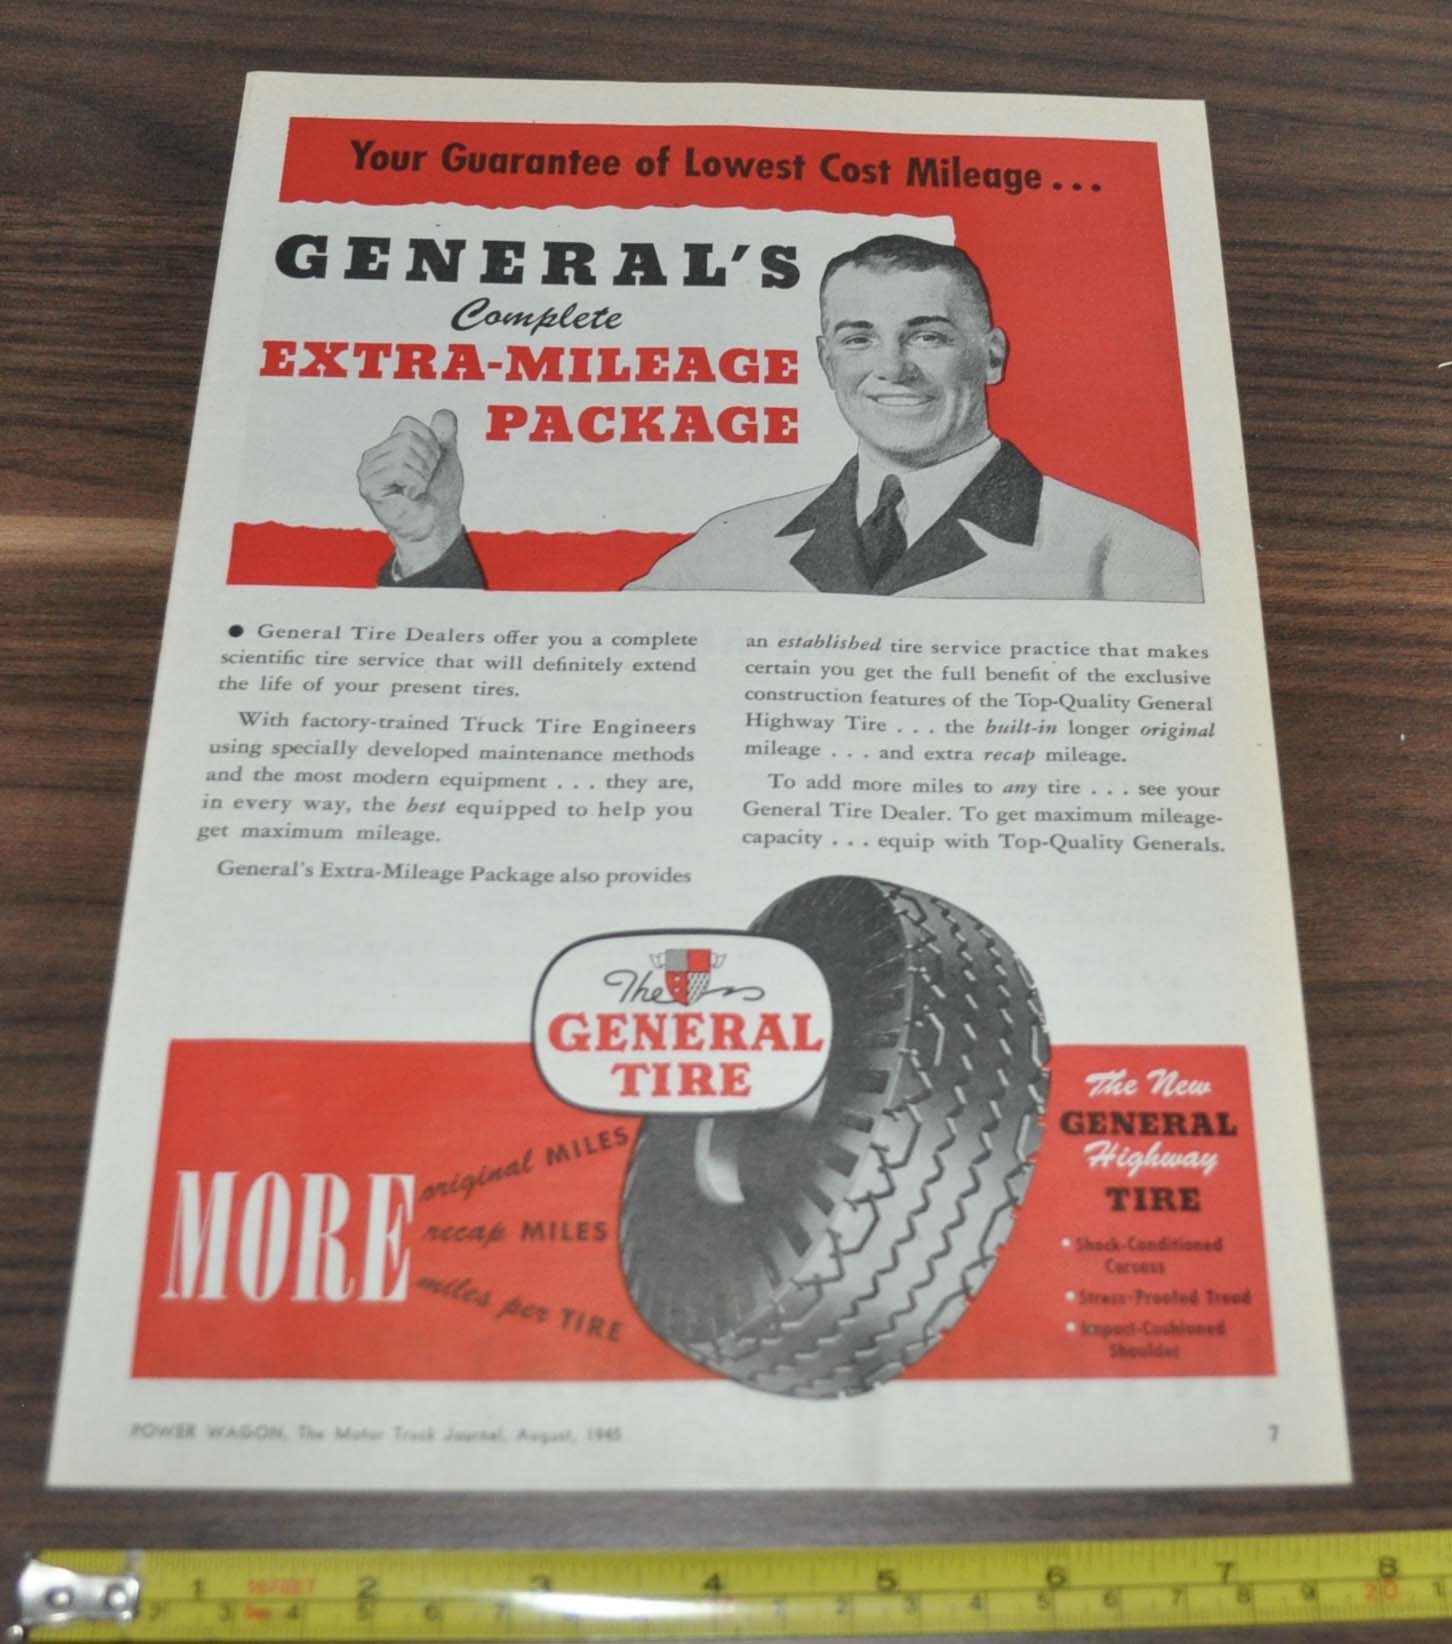 Your Guarantee of Lowest Cost Mileage...
GENERAL'S
Complete
EXTRA-MILEAGE
PACKAGE
● General Tire Dealers offer you a complete
scientific tire service that will definitely extend
the life of your present tires.
With factory-trained Truck Tire Engineers
using specially developed maintenance methods
and the most modern equipment . . . they are,
in every way, the best equipped to help you
get maximum mileage.
General's Extra-Mileage Package also provides
an established tire service practice that makes
certain you get the full benefit of the exclusive
construction features of the Top-Quality General
Highway Tire . . . the built-in longer original
mileage . . . and extra recap mileage.
To add more miles to any tire . . . see your
General Tire Dealer. To get maximum mileage-
capacity . . . equip with Top-Quality Generals.
The
GENERAL
TIRE
MORE
original MILES
recap MILES
miles per TIRE
The New
GENERAL
Highway
TIRE
• Shock-Conditioned
Carcass
• Stress-Proofed Tread
• Impact-Cushioned
Shoulder
POWER WAGON, The Motor Truck Journal, August, 1945
7
1 2 3 4 5 6 7 8